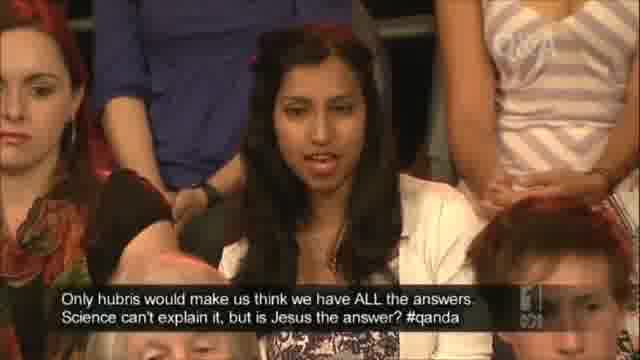 Q&A
Only hubris would make us think we have ALL the answers.
Science can't explain it, but is Jesus the answer? #qanda